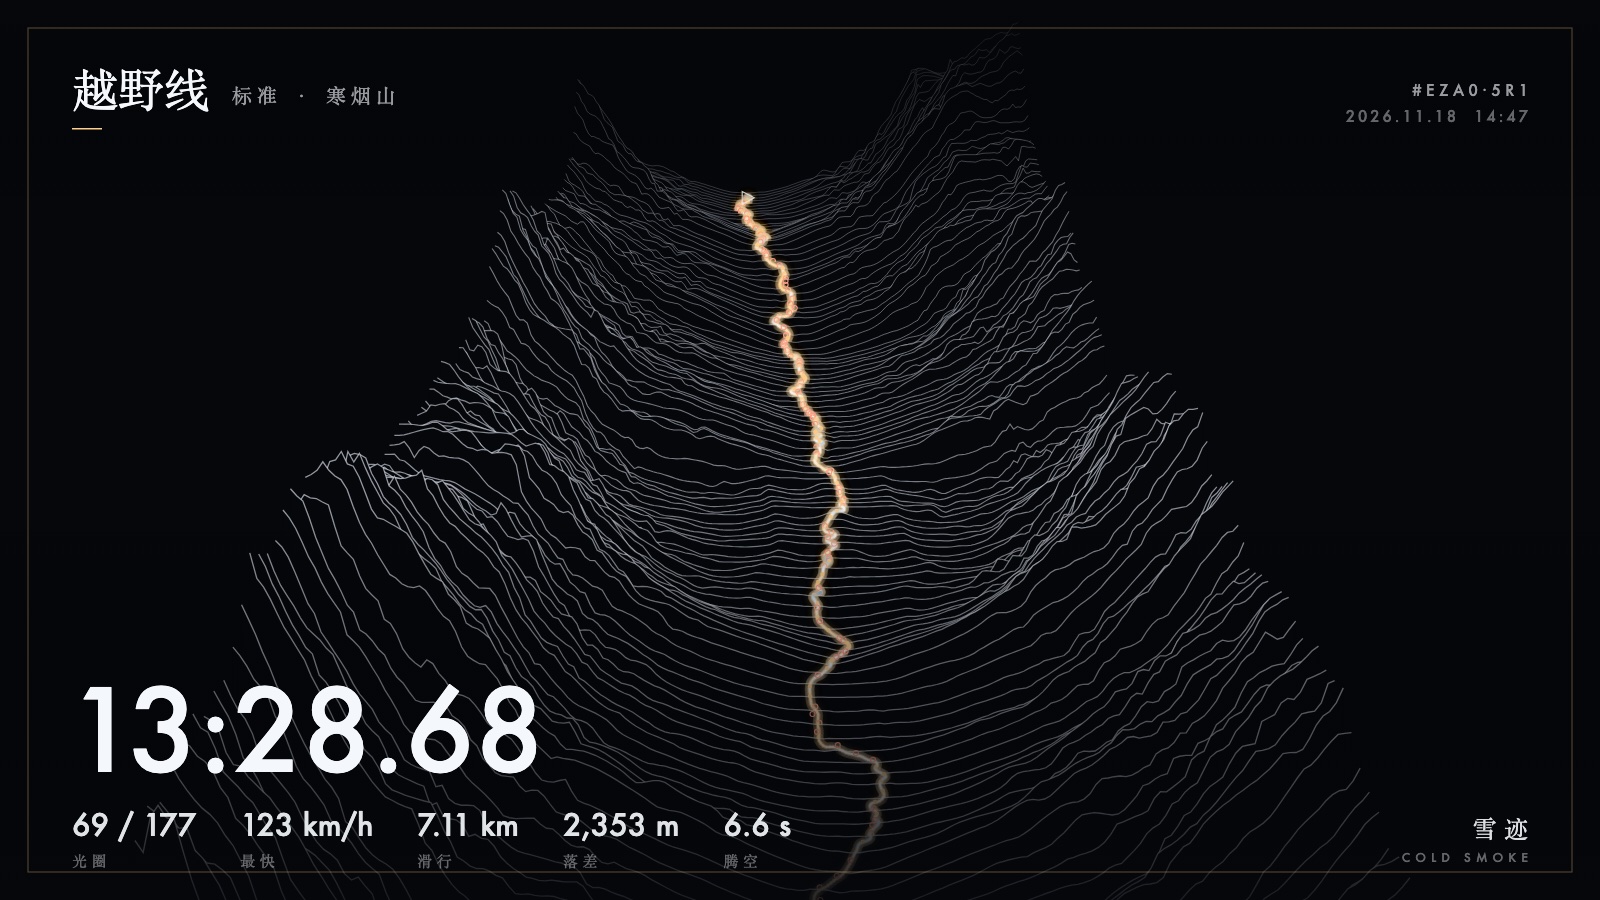 越野线 标准 · 寒烟山
#EZA0·5R1
2026.11.18 14:47
13:28.68
69 / 177 123 km/h 7.11 km 2,353 m 6.6 s
光圈 最快 滑行 落差 腾空
雪迹
COLD SMOKE